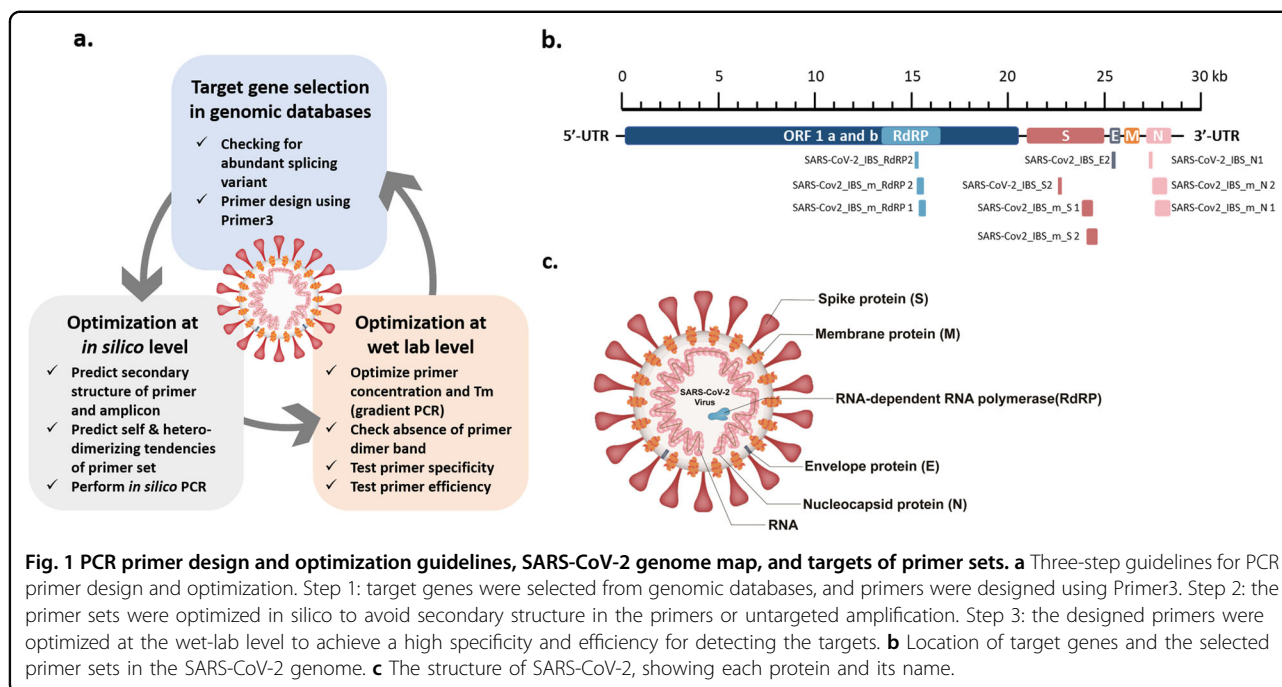 a.
Target gene selection
in genomic databases
✓ Checking for
abundant splicing
variant
✓ Primer design using
Primer3
Optimization at
in silico level
✓ Predict secondary
structure of primer
and amplicon
✓ Predict self & hetero-
dimerizing tendencies
of primer set
✓ Perform in silico PCR
Optimization at
wet lab level
✓ Optimize primer
concentration and Tm
(gradient PCR)
✓ Check absence of primer
dimer band
✓ Test primer specificity
✓ Test primer efficiency
b.
0 5 10 15 20 25 30 kb
5’-UTR ORF 1 a and b RdRP S E M N 3’-UTR
SARS-CoV-2_IBS_RdRP2 SARS-Cov2_IBS_E2 SARS-CoV-2_IBS_N1
SARS-Cov2_IBS_m_RdRP 2 SARS-CoV-2_IBS_S2 SARS-Cov2_IBS_m_N 2
SARS-Cov2_IBS_m_RdRP 1 SARS-Cov2_IBS_m_S 1 SARS-Cov2_IBS_m_N 1
SARS-Cov2_IBS_m_S 2
c.
Spike protein (S)
Membrane protein (M)
SARS-CoV-2
Virus
RNA-dependent RNA polymerase(RdRP)
Envelope protein (E)
Nucleocapsid protein (N)
RNA
Fig. 1 PCR primer design and optimization guidelines, SARS-CoV-2 genome map, and targets of primer sets. a Three-step guidelines for PCR
primer design and optimization. Step 1: target genes were selected from genomic databases, and primers were designed using Primer3. Step 2: the
primer sets were optimized in silico to avoid secondary structure in the primers or untargeted amplification. Step 3: the designed primers were
optimized at the wet-lab level to achieve a high specificity and efficiency for detecting the targets. b Location of target genes and the selected
primer sets in the SARS-CoV-2 genome. c The structure of SARS-CoV-2, showing each protein and its name.